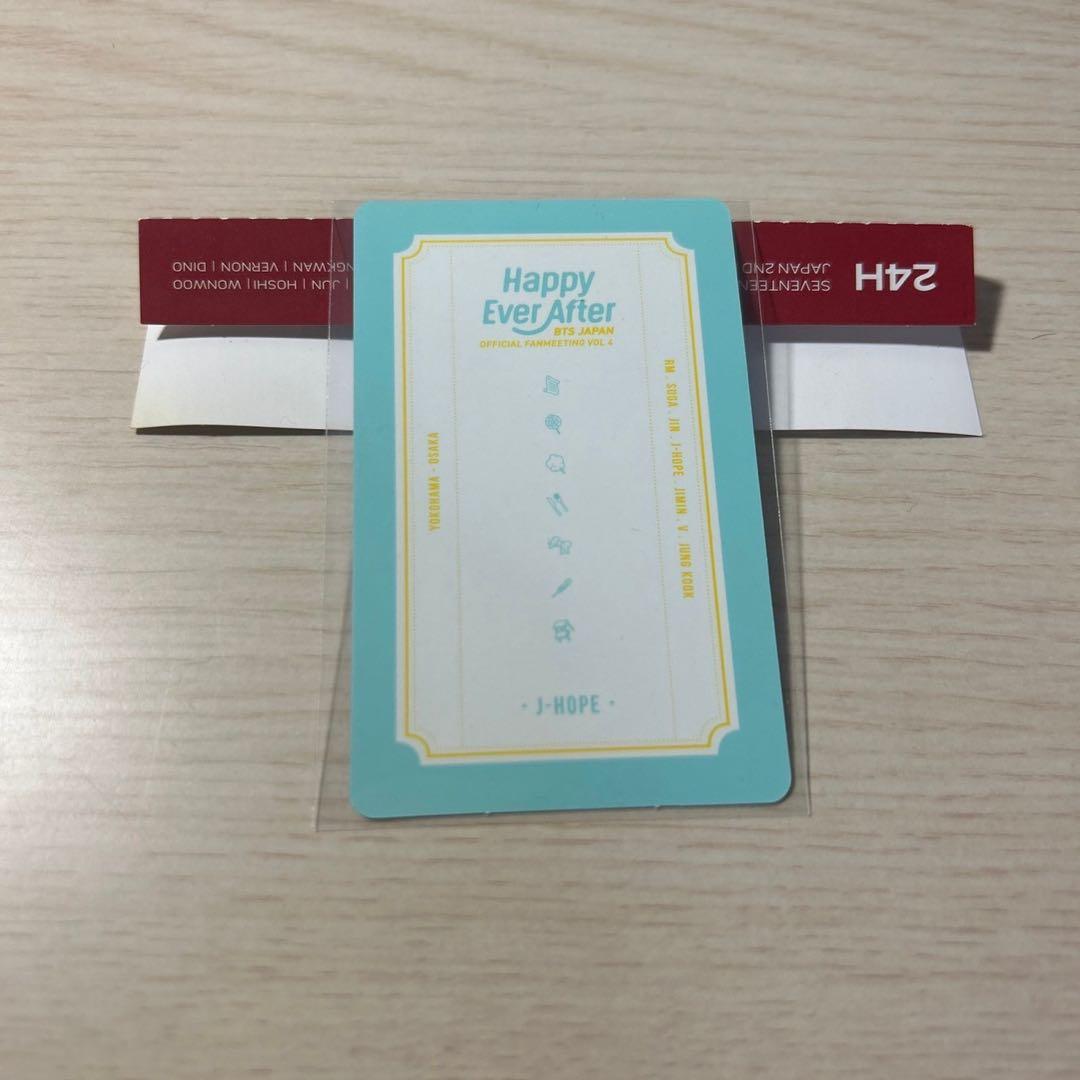 24H
SEVENTEEN
JAPAN 2ND
JUN | HOSHI | WONWOO
VERNON | DINO
Happy
Ever After
BTS JAPAN
OFFICIAL FANMEETING VOL 4
YOKOHAMA - OSAKA
RM . SUGA . JIN . J-HOPE . JIMIN . V . JUNG KOOK
- J-HOPE -